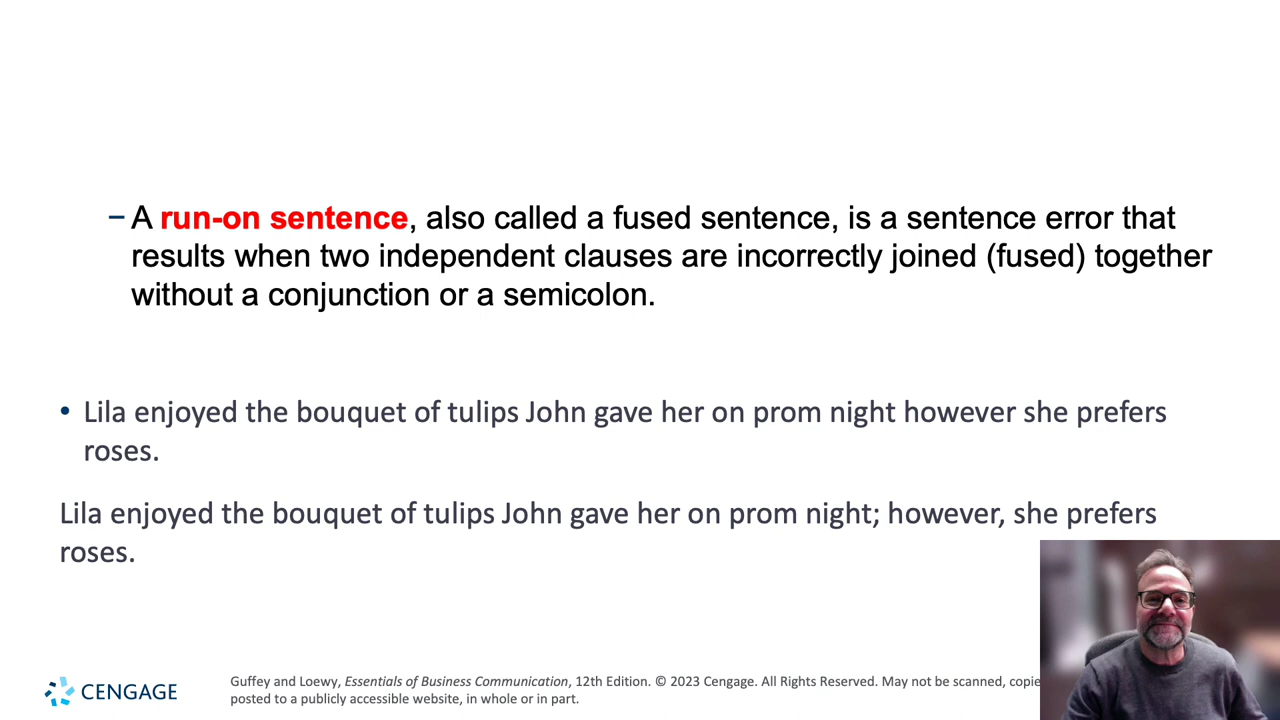 – A run-on sentence, also called a fused sentence, is a sentence error that
results when two independent clauses are incorrectly joined (fused) together
without a conjunction or a semicolon.
• Lila enjoyed the bouquet of tulips John gave her on prom night however she prefers
roses.
Lila enjoyed the bouquet of tulips John gave her on prom night; however, she prefers
roses.
CENGAGE
Guffey and Loewy, Essentials of Business Communication, 12th Edition. © 2023 Cengage. All Rights Reserved. May not be scanned,
posted to a publicly accessible website, in whole or in part.